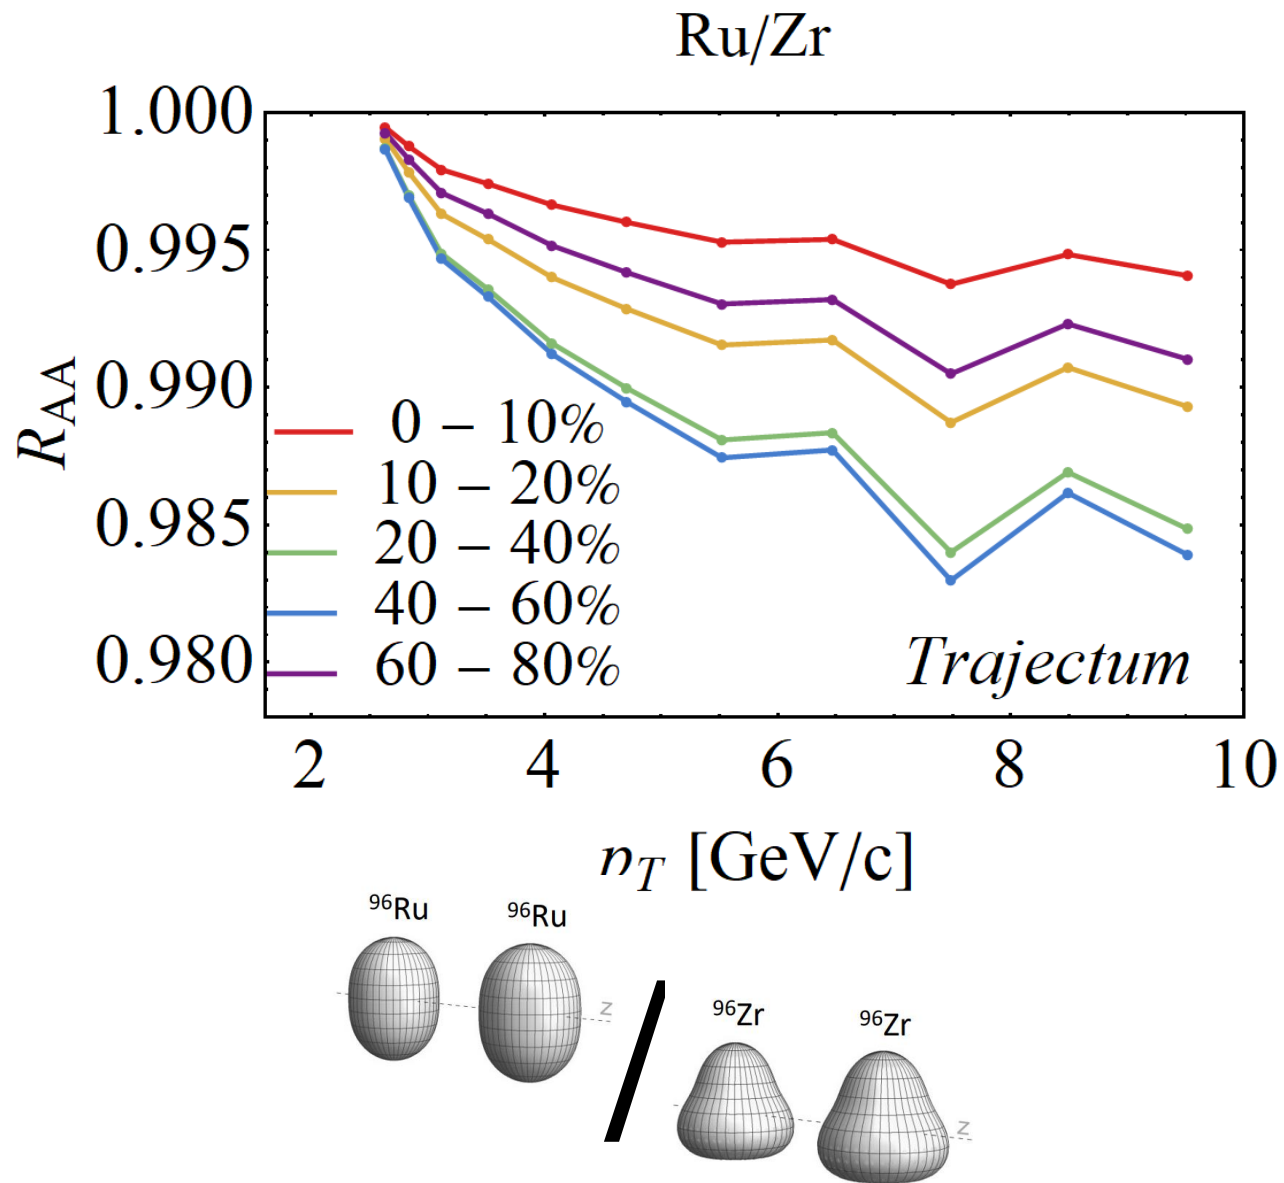 Ru/Zr
1.000
0.995
0.990
0.985
0.980
R_AA
0 – 10%
10 – 20%
20 – 40%
40 – 60%
60 – 80%
Trajectum
2 4 6 8 10
p_T [GeV/c]
⁹⁶Ru ⁹⁶Ru
z
⁹⁶Zr ⁹⁶Zr
z